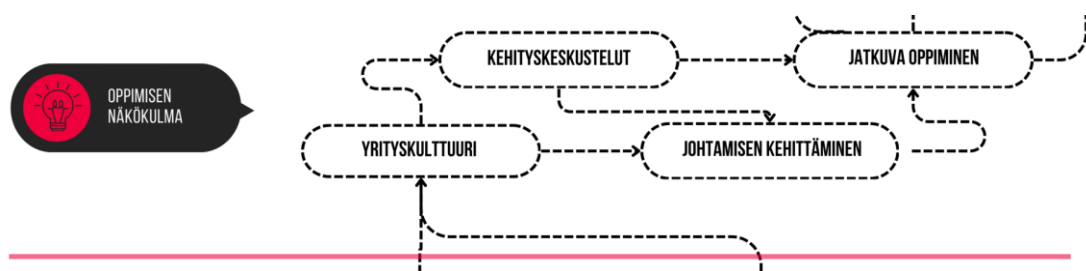 OPPIMISEN
NÄKÖKULMA
KEHITYSKESKUSTELUT
JATKUVA OPPIMINEN
YRITYSKULTTUURI
JOHTAMISEN KEHITTÄMINEN